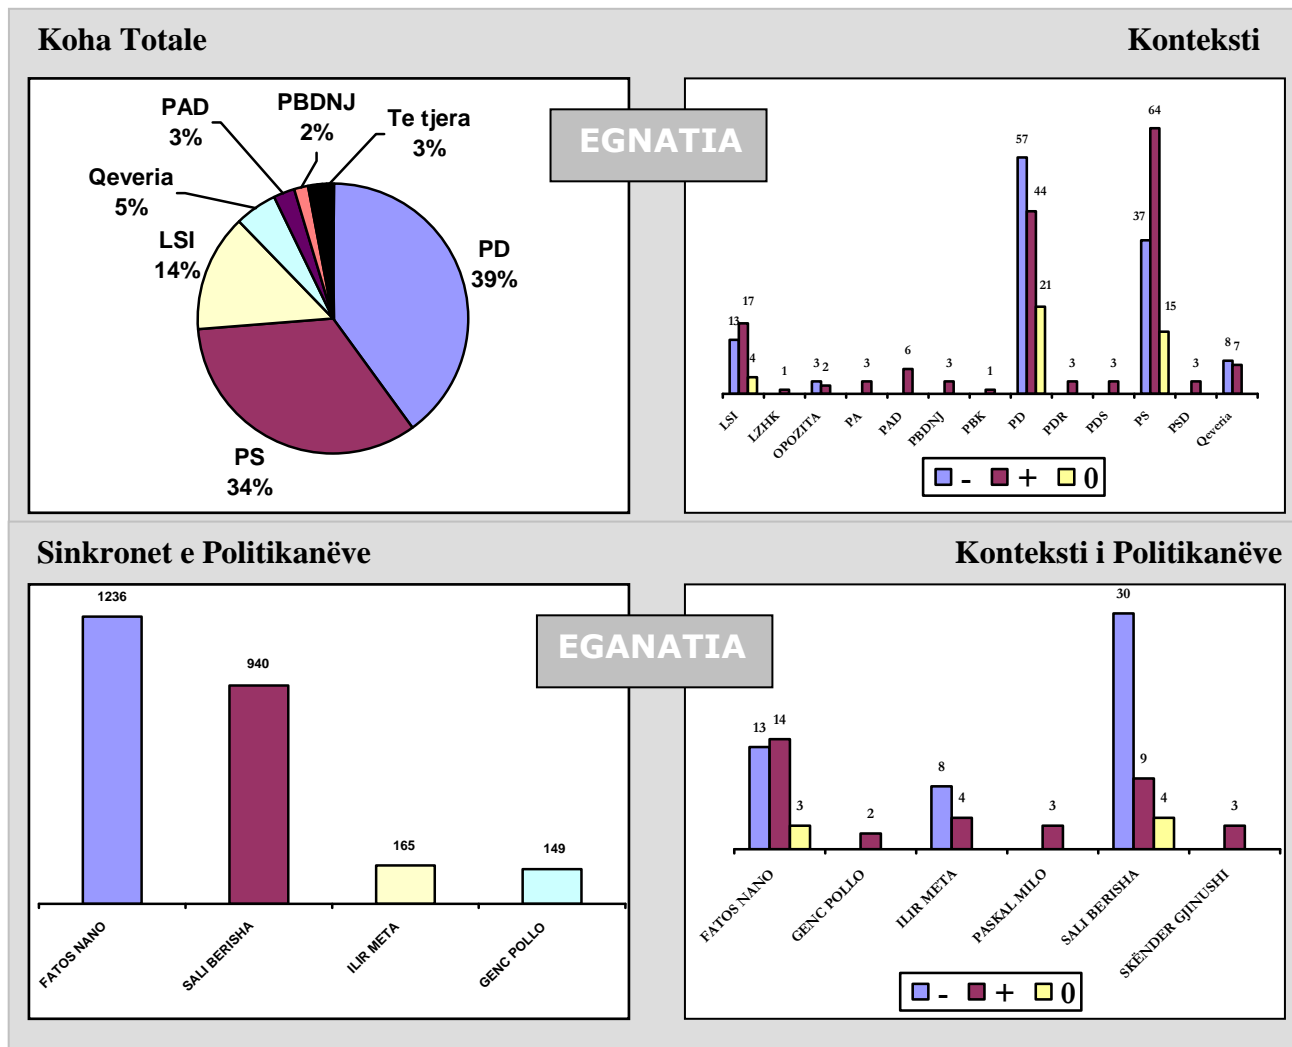 Koha Totale
Konteksti
EGNATIA
PAD
3%
PBDNJ
2%
Te tjera
3%
Qeveria
5%
LSI
14%
PD
39%
PS
34%
13 17 4 1 3 2 3 6 3 1 57 44 21 3 3 37 64 15 3 8 7
LSI LZHK OPOZITA PA PAD PBDNJ PBK PD PDR PDS PS PSD Qeveria
- + 0
Sinkronet e Politikanëve
Konteksti i Politikanëve
EGANATIA
1236 940 165 149
FATOS NANO SALI BERISHA ILIR META GENC POLLO
13 14 3 2 8 4 3 30 9 4 3
FATOS NANO GENC POLLO ILIR META PASKAL MILO SALI BERISHA SKËNDER GJINUSHI
- + 0